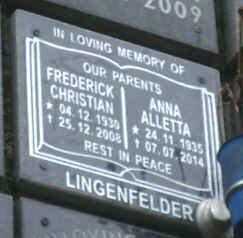 2009
IN LOVING MEMORY OF
OUR PARENTS
FREDERICK
CHRISTIAN
★ 04. 12. 1930
✝ 25. 12. 2008
ANNA
ALLETTA
★ 24. 11. 1935
✝ 07. 07. 2014
REST IN PEACE
LINGENFELDER
LOVING